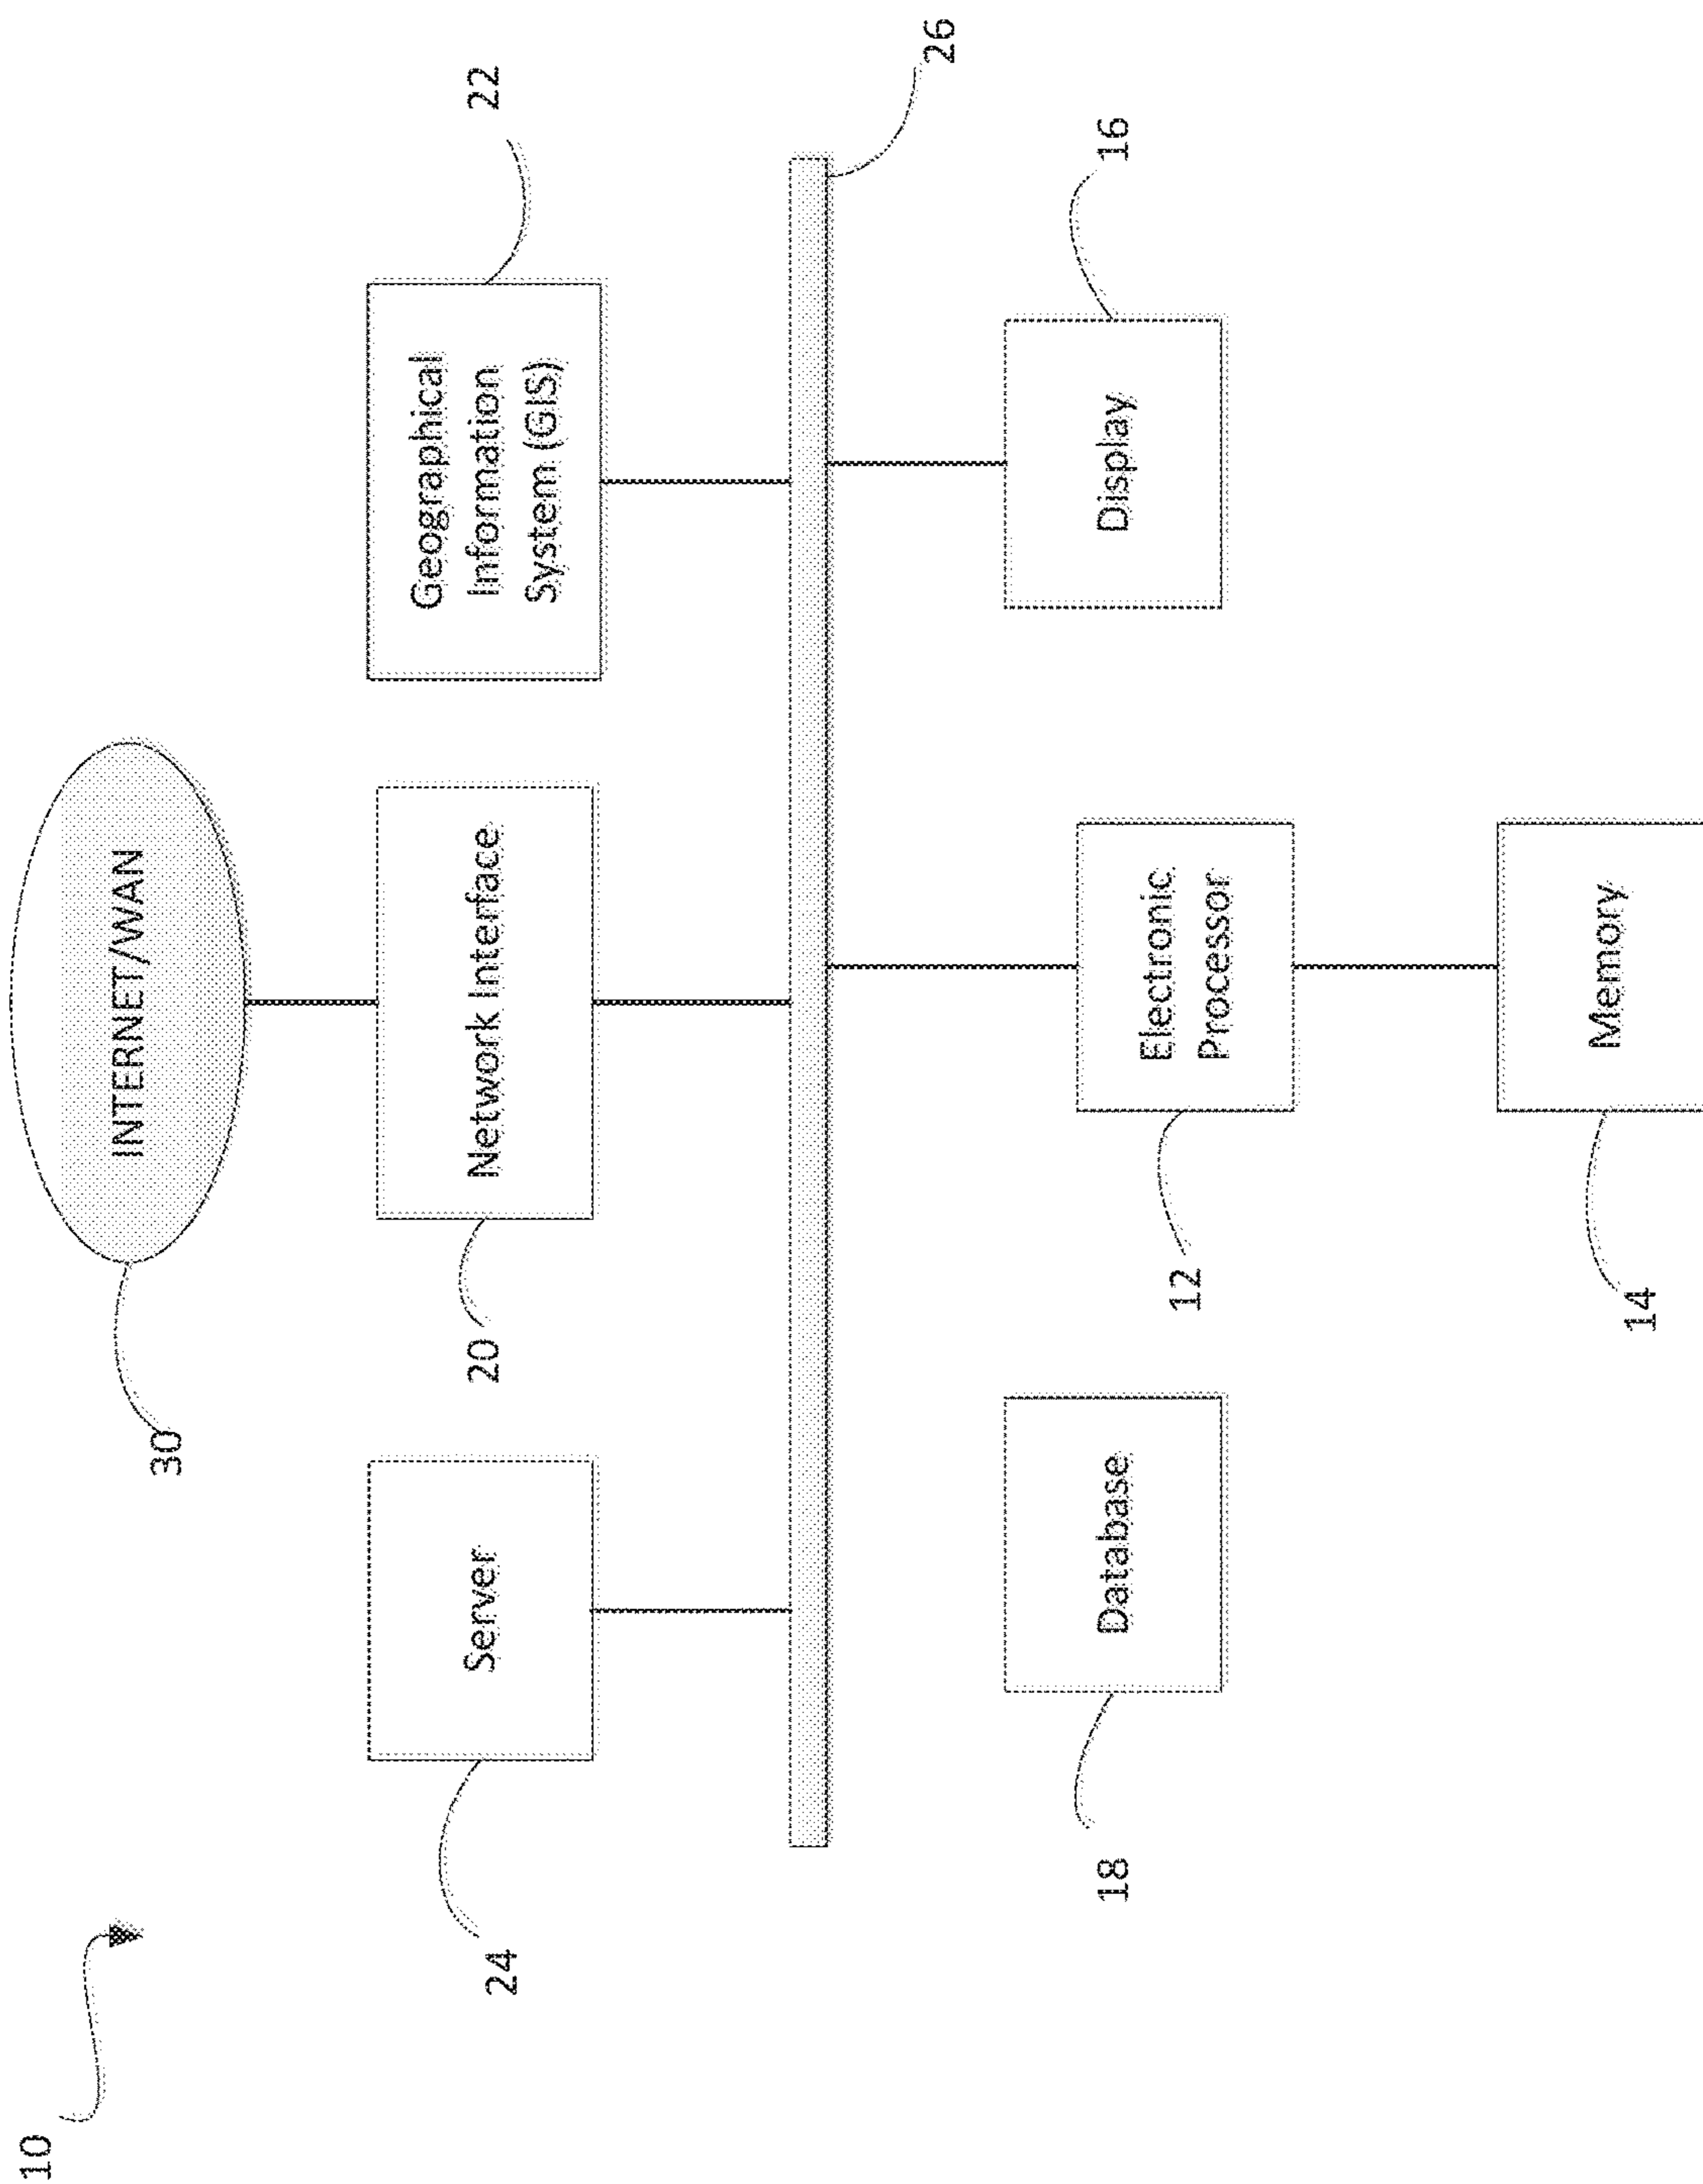 10
INTERNET/WAN
30
Server
24
Network Interface
20
Geographical
Information
System (GIS)
22
26
Database
18
Electronic
Processor
12
Display
16
Memory
14